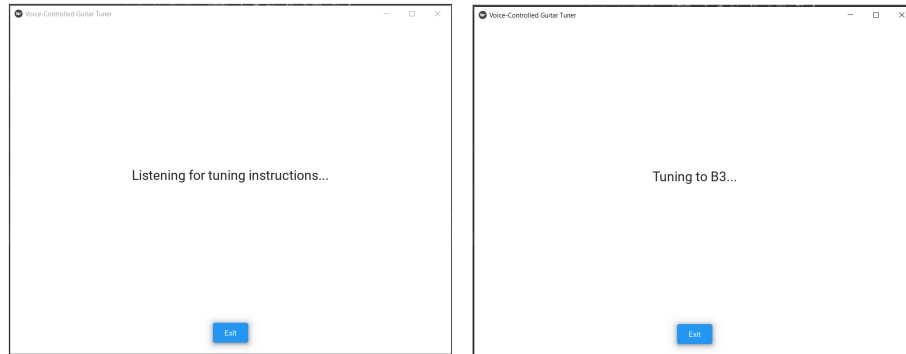 Voice-Controlled Guitar Tuner
Listening for tuning instructions...
Exit
Voice-Controlled Guitar Tuner
Tuning to B3...
Exit